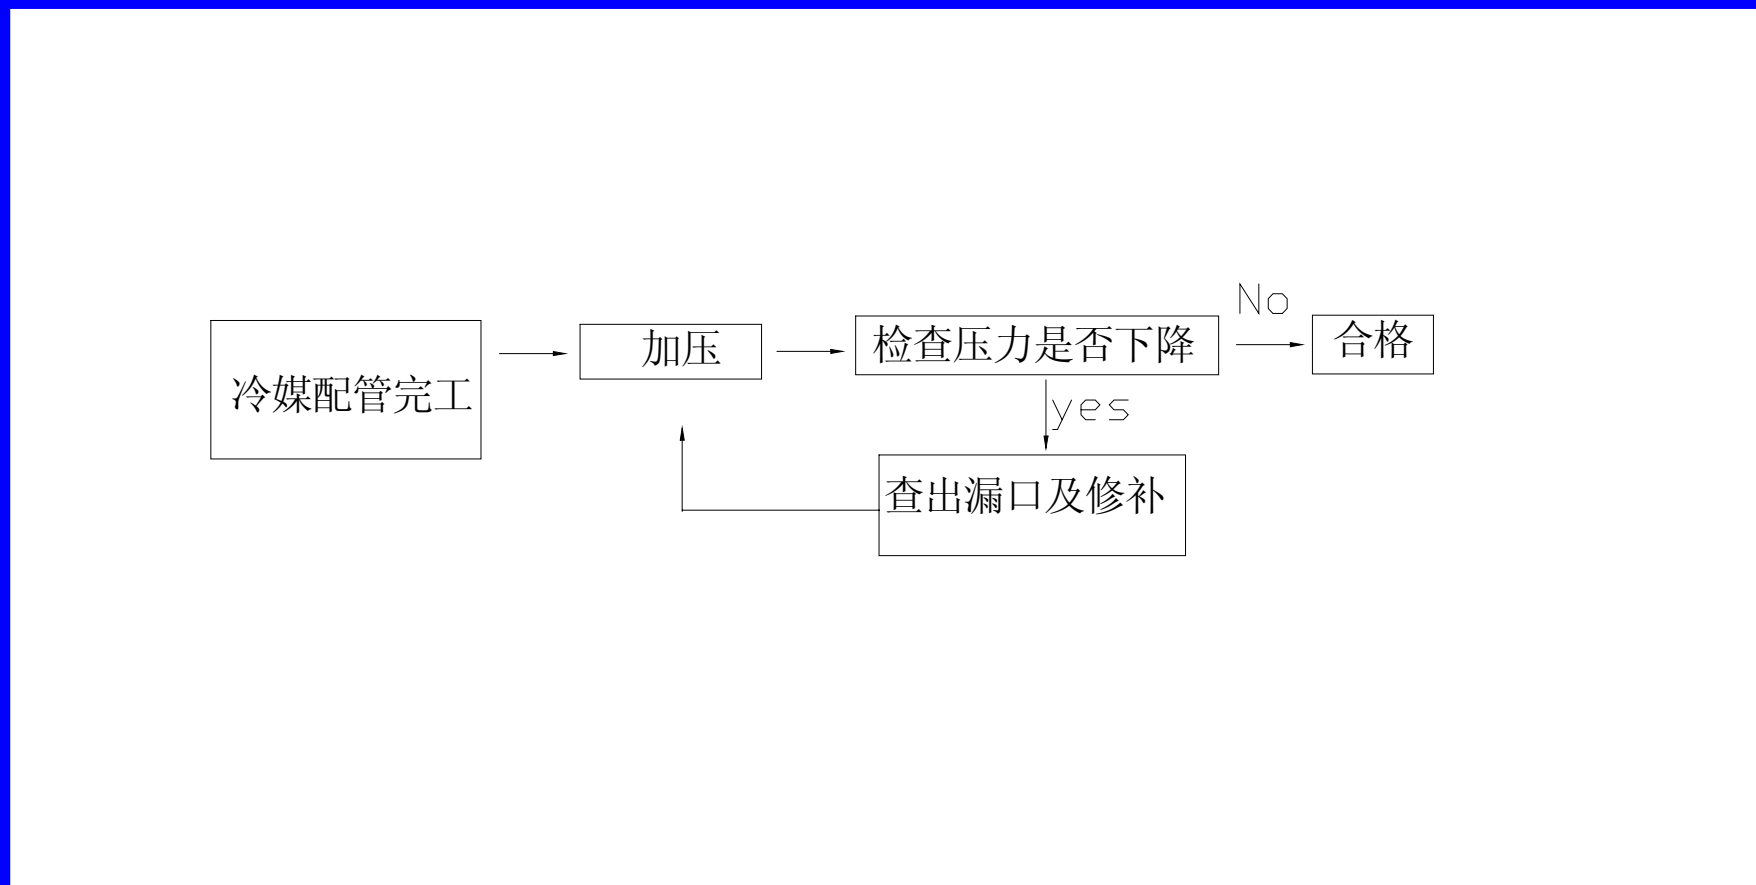 No
冷媒配管完工
加压
检查压力是否下降
合格
yes
查出漏口及修补